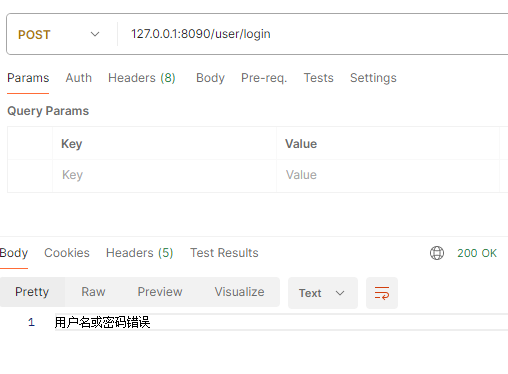 POST 127.0.0.1:8090/user/login
Params Auth Headers (8) Body Pre-req. Tests Settings
Query Params
Key Value
Key Value
Body Cookies Headers (5) Test Results 200 OK
Pretty Raw Preview Visualize Text
1 用户名或密码错误